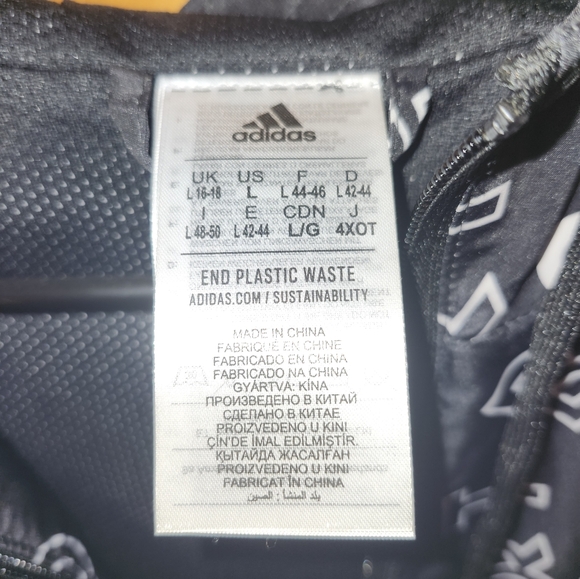 adidas
UK US F D
L 16-18 L L 44-46 L 42-44
I E CDN J
L 48-50 L 42-44 L/G 4XOT
END PLASTIC WASTE
ADIDAS.COM / SUSTAINABILITY
MADE IN CHINA
FABRIQUÉ EN CHINE
FABRICADO EN CHINA
FABRICADO NA CHINA
GYÁRTVA: KÍNA
ПРОИЗВЕДЕНО В КИТАЙ
СДЕЛАНО В КИТАЕ
PROIZVEDENO U KINI
ÇIN'DE İMAL EDİLMİŞTİR.
ҚЫТАЙДА ЖАСАЛҒАН
PROIZVEDENO U KINI
FABRICAT ÎN CHINA
بلد المنشأ : الصين